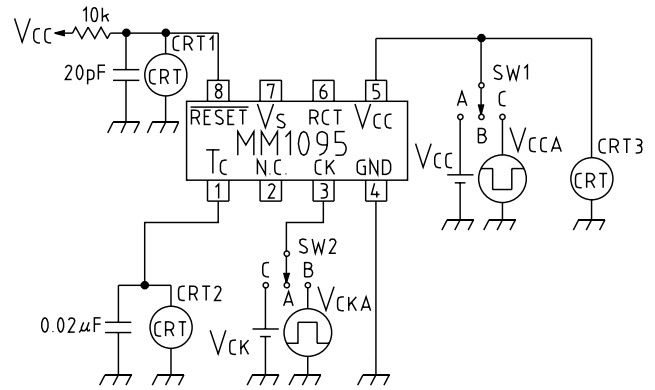 10k
VCC
CRT1
20pF
CRT
8 7 6 5
RESET VS RCT VCC
MM1095
TC N.C. CK GND
1 2 3 4
SW1
A C
B
VCC
VCCA
CRT3
CRT
SW2
C B
A
VCK
VCKA
CRT2
0.02μF
CRT